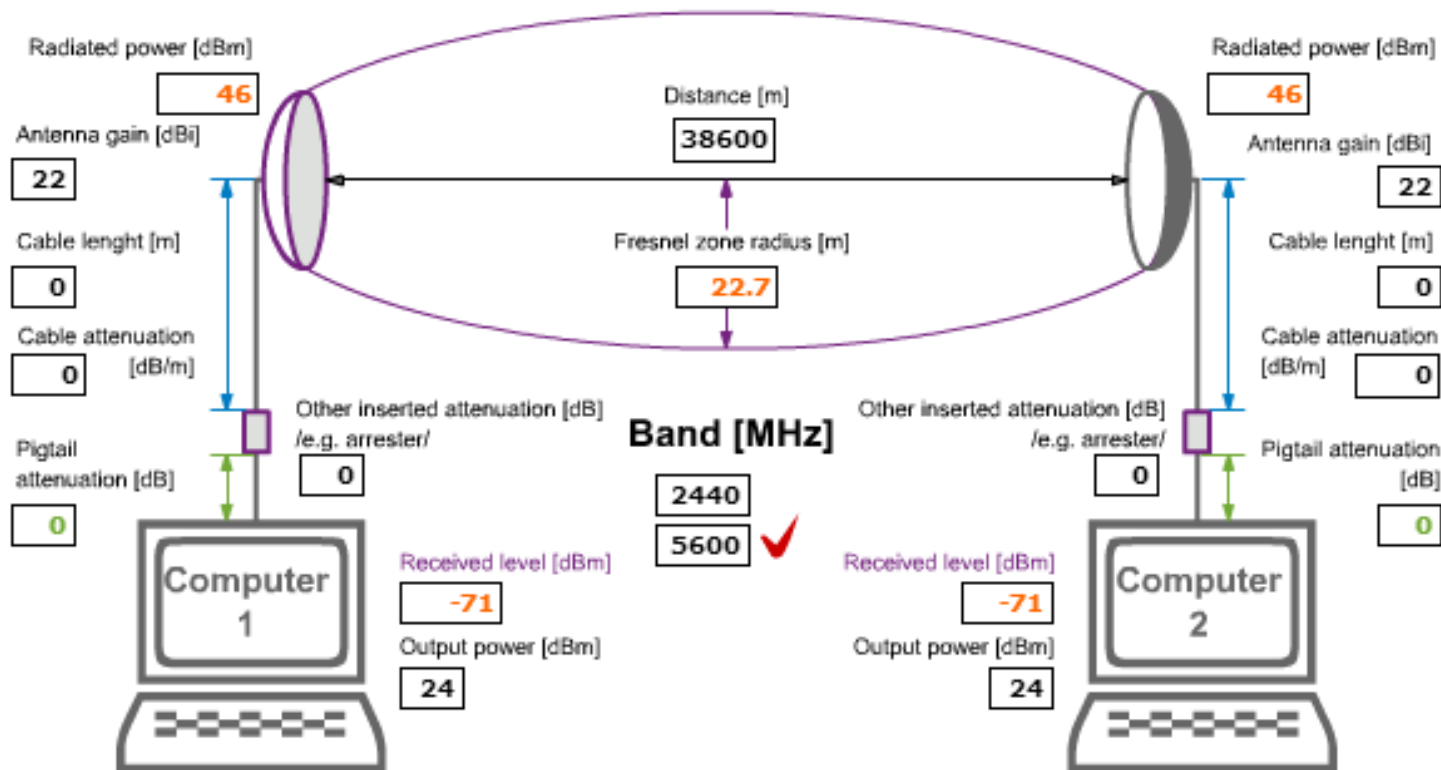 Radiated power [dBm]
46
Antenna gain [dBi]
22
Cable lenght [m]
0
Cable attenuation
[dB/m]
0
Pigtail
attenuation [dB]
0
Other inserted attenuation [dB]
/e.g. arrester/
0
Computer
1
Received level [dBm]
-71
Output power [dBm]
24
Distance [m]
38600
Fresnel zone radius [m]
22.7
Band [MHz]
2440
5600
Radiated power [dBm]
46
Antenna gain [dBi]
22
Cable lenght [m]
0
Cable attenuation
[dB/m]
0
Other inserted attenuation [dB]
/e.g. arrester/
0
Pigtail attenuation
[dB]
0
Received level [dBm]
-71
Output power [dBm]
24
Computer
2